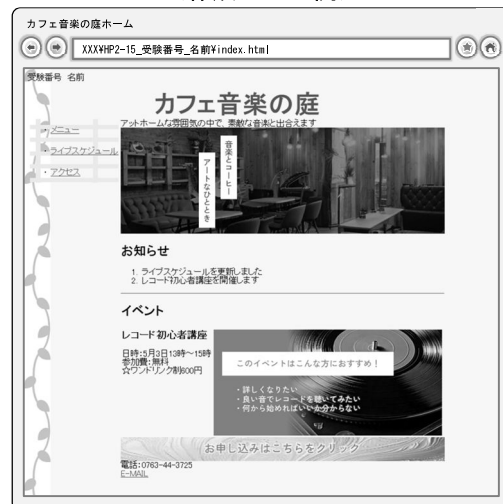 カフェ音楽の庭ホーム
XXX¥HP2-15_受験番号_名前¥index.html
受験番号 名前
カフェ音楽の庭
アットホームな雰囲気の中で、素敵な音楽と出合えます
・メニュー
・ライブスケジュール
・アクセス
音楽とコーヒー
アートなひととき
お知らせ
1. ライブスケジュールを更新しました
2. レコード初心者講座を開催します
イベント
レコード初心者講座
日時:5月3日13時~15時
参加費:無料
☆ワンドリンク制600円
このイベントはこんな方におすすめ!
・詳しくなりたい
・良い音でレコードを聴いてみたい
・何から始めればいいか分からない
お申し込みはこちらをクリック
電話:0763-44-3725
E-MAIL